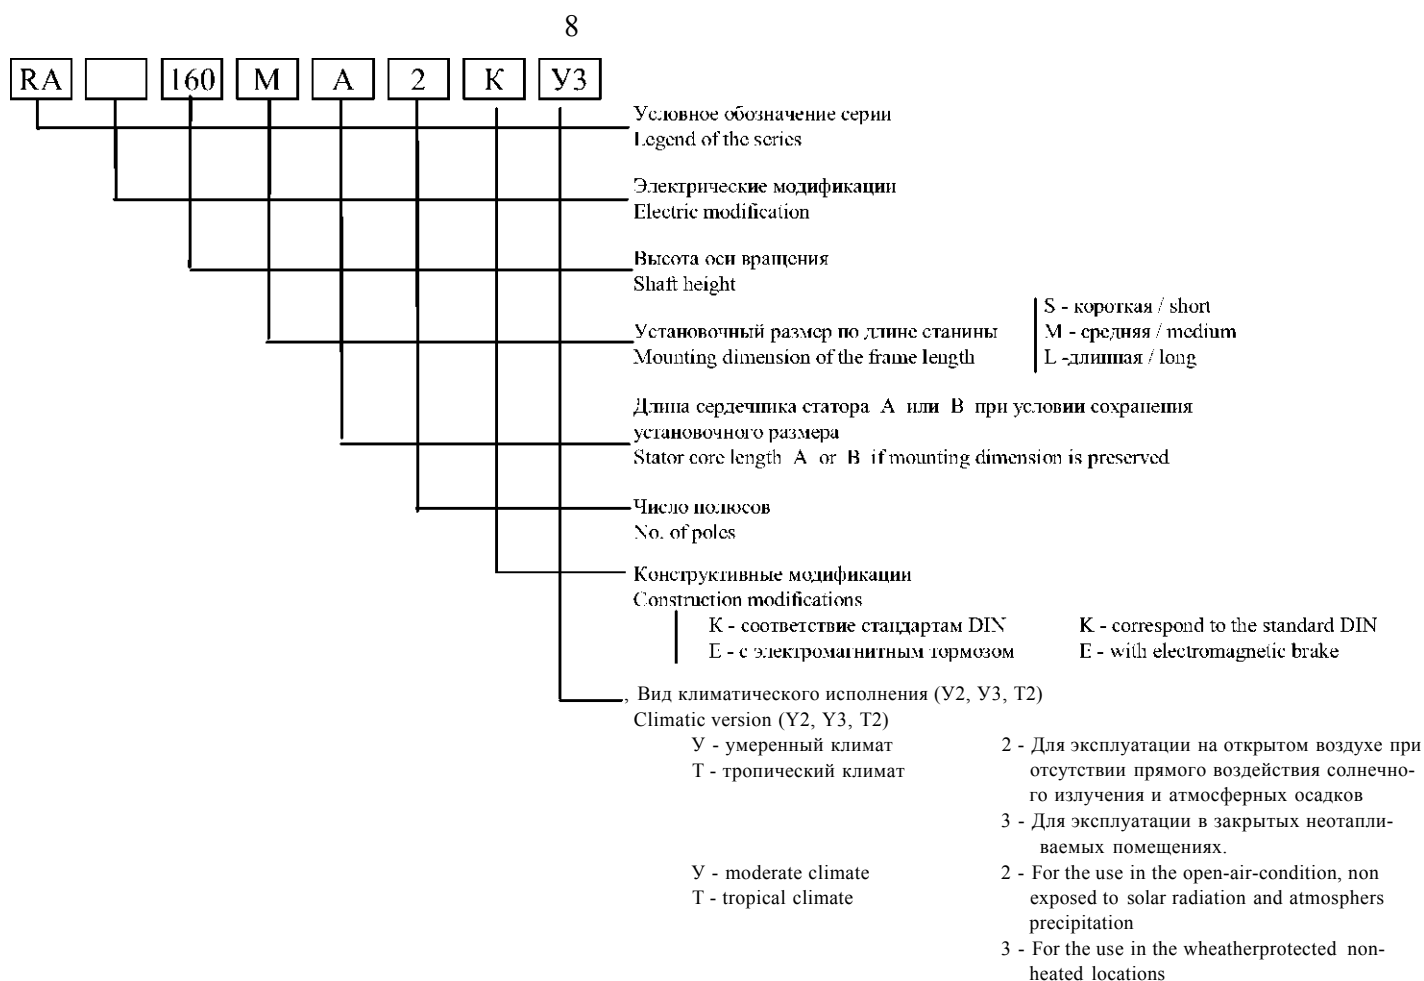 8
RA 160 M A 2 К У3
Условное обозначение серии
Legend of the series
Электрические модификации
Electric modification
Высота оси вращения
Shaft height
Установочный размер по длине станины
Mounting dimension of the frame length
S - короткая / short
M - средняя / medium
L -длинная / long
Длина сердечника статора А или В при условии сохранения
установочного размера
Stator core length A or B if mounting dimension is preserved
Число полюсов
No. of poles
Конструктивные модификации
Construction modifications
К - соответствие стандартам DIN
Е - с электромагнитным тормозом
K - correspond to the standard DIN
E - with electromagnetic brake
, Вид климатического исполнения (У2, У3, Т2)
Climatic version (Y2, Y3, T2)
У - умеренный климат
Т - тропический климат
2 - Для эксплуатации на открытом воздухе при
отсутствии прямого воздействия солнечно-
го излучения и атмосферных осадков
3 - Для эксплуатации в закрытых неотапли-
ваемых помещениях.
У - moderate climate
T - tropical climate
2 - For the use in the open-air-condition, non
exposed to solar radiation and atmosphers
precipitation
3 - For the use in the wheatherprotected non-
heated locations